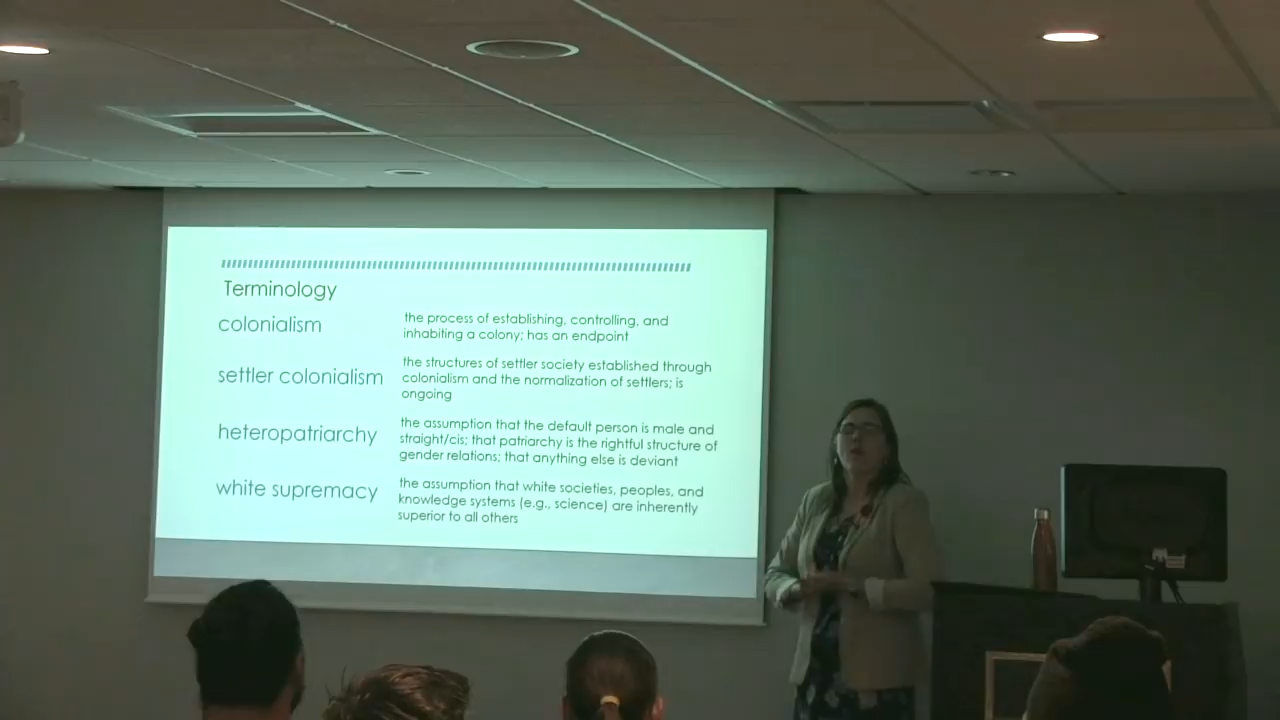 Terminology
colonialism
the process of establishing, controlling, and
inhabiting a colony; has an endpoint
settler colonialism
the structures of settler society established through
colonialism and the normalization of settlers; is
ongoing
heteropatriarchy
the assumption that the default person is male and
straight/cis; that patriarchy is the rightful structure of
gender relations; that anything else is deviant
white supremacy
the assumption that white societies, peoples, and
knowledge systems (e.g., science) are inherently
superior to all others